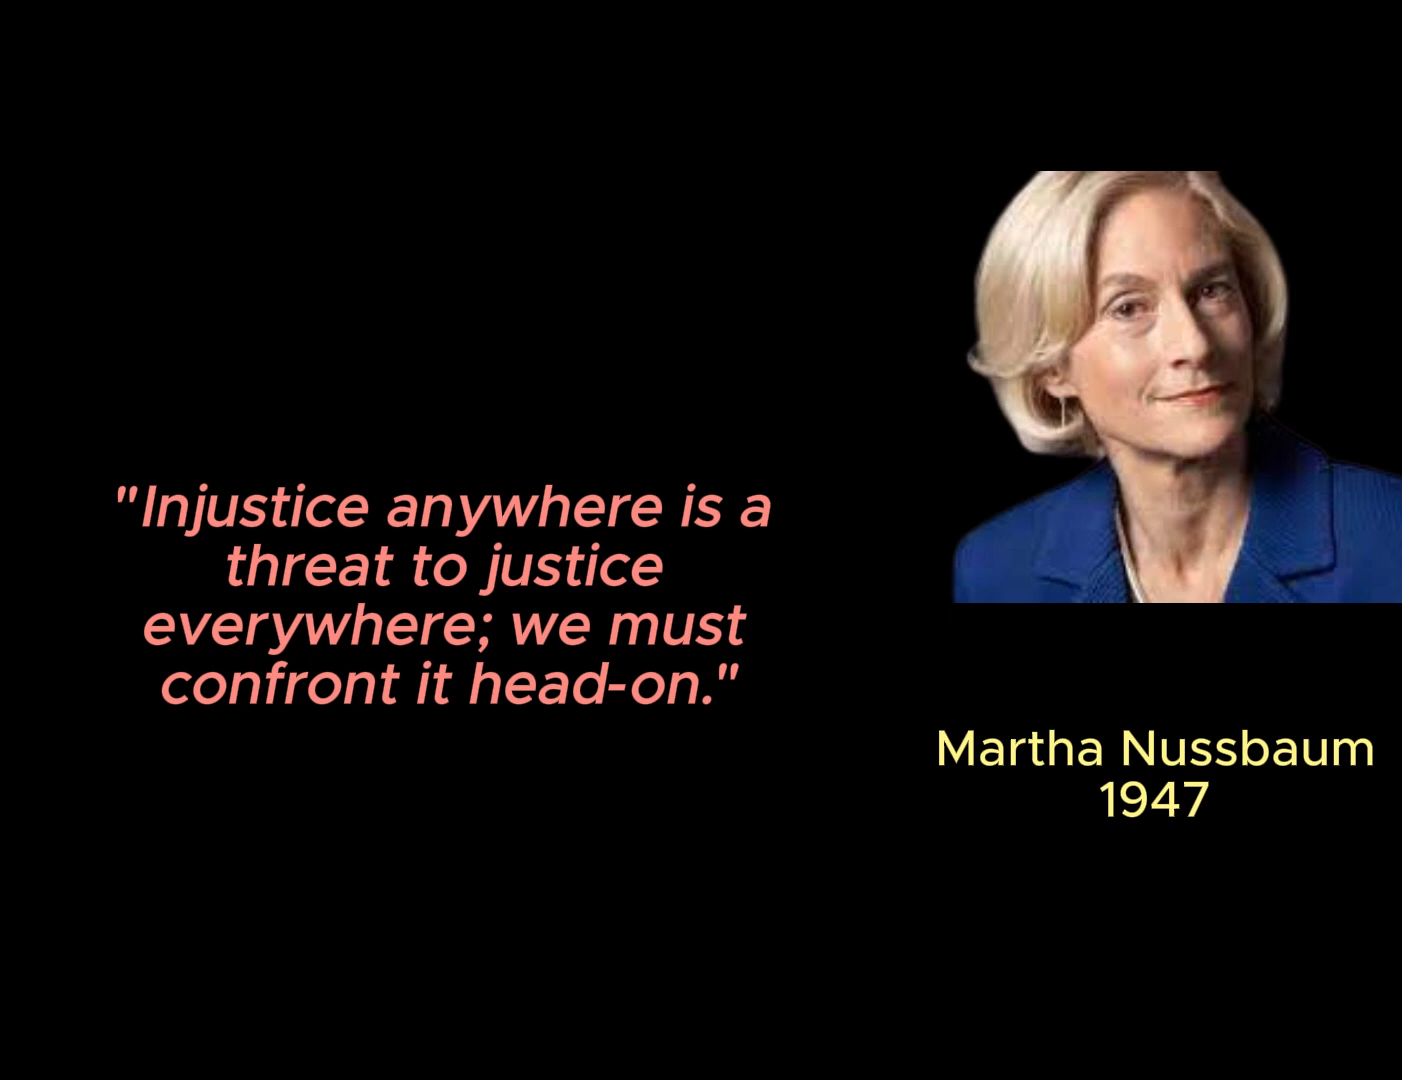 "Injustice anywhere is a
threat to justice
everywhere; we must
confront it head-on."
Martha Nussbaum
1947